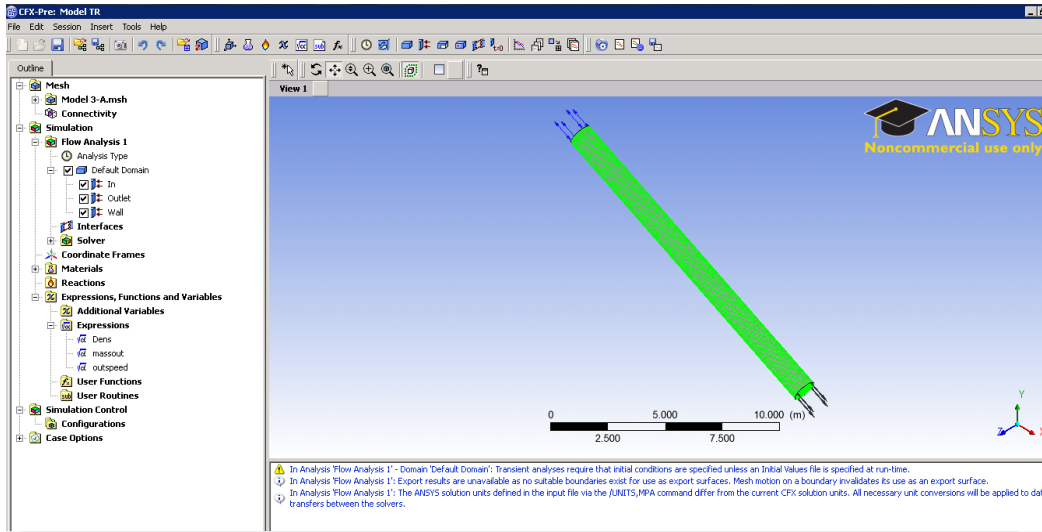 CFX-Pre: Model TR
File Edit Session Insert Tools Help
Outline
Mesh
Model 3-A.msh
Connectivity
Simulation
Flow Analysis 1
Analysis Type
Default Domain
In
Outlet
Wall
Interfaces
Solver
Coordinate Frames
Materials
Reactions
Expressions, Functions and Variables
Additional Variables
Expressions
Dens
massout
outspeed
User Functions
User Routines
Simulation Control
Configurations
Case Options
View 1
ANSYS
Noncommercial use only
0 5.000 10.000 (m)
2.500 7.500
Y
Z X
In Analysis 'Flow Analysis 1' - Domain 'Default Domain': Transient analyses require that initial conditions are specified unless an Initial Values file is specified at run-time.
In Analysis 'Flow Analysis 1': Export results are unavailable as no suitable boundaries exist for use as export surfaces. Mesh motion on a boundary invalidates its use as an export surface.
In Analysis 'Flow Analysis 1': The ANSYS solution units defined in the input file via the /UNITS,MPA command differ from the current CFX solution units. All necessary unit conversions will be applied to dat
transfers between the solvers.